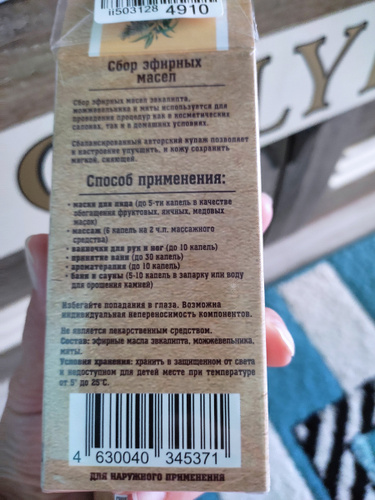 ii503128 4910
Сбор эфирных
масел
Сбор эфирных масел эвкалипта,
можжевельника и мяты используется для
проведения процедур как в косметических
салонах, так и в домашних условиях.
Сбалансированный авторский купаж позволяет
и настроение улучшить, и кожу сохранить
мягкой, сияющей.
Способ применения:
• маски для лица (до 5-ти капель в качестве
обогащения фруктовых, яичных, медовых
масок)
• массаж (6 капель на 2 ч.л. массажного
средства)
• ванночки для рук и ног (до 10 капель)
• принятие ванн (до 30 капель)
• ароматерапия (до 10 капель)
• баня и сауны (5-10 капель в запарку или воду
для орошения камней)
Избегайте попадания в глаза. Возможна
индивидуальная непереносимость компонентов.
Не является лекарственным средством.
Состав: эфирные масла эвкалипта, можжевельника,
мяты.
Условия хранения: хранить в защищенном от света
и недоступном для детей месте при температуре
от 5° до 25°C.
4 630040 345371
ДЛЯ НАРУЖНОГО ПРИМЕНЕНИЯ
LY